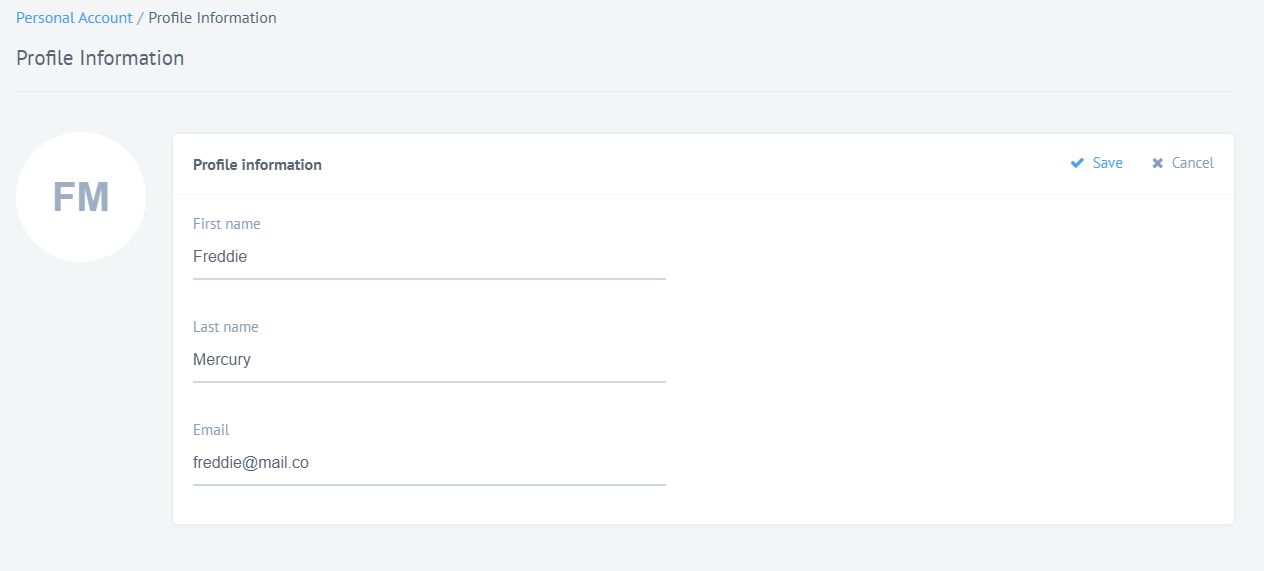 Personal Account / Profile Information
Profile Information
FM
Profile information
Save
Cancel
First name
Freddie
Last name
Mercury
Email
freddie@mail.co